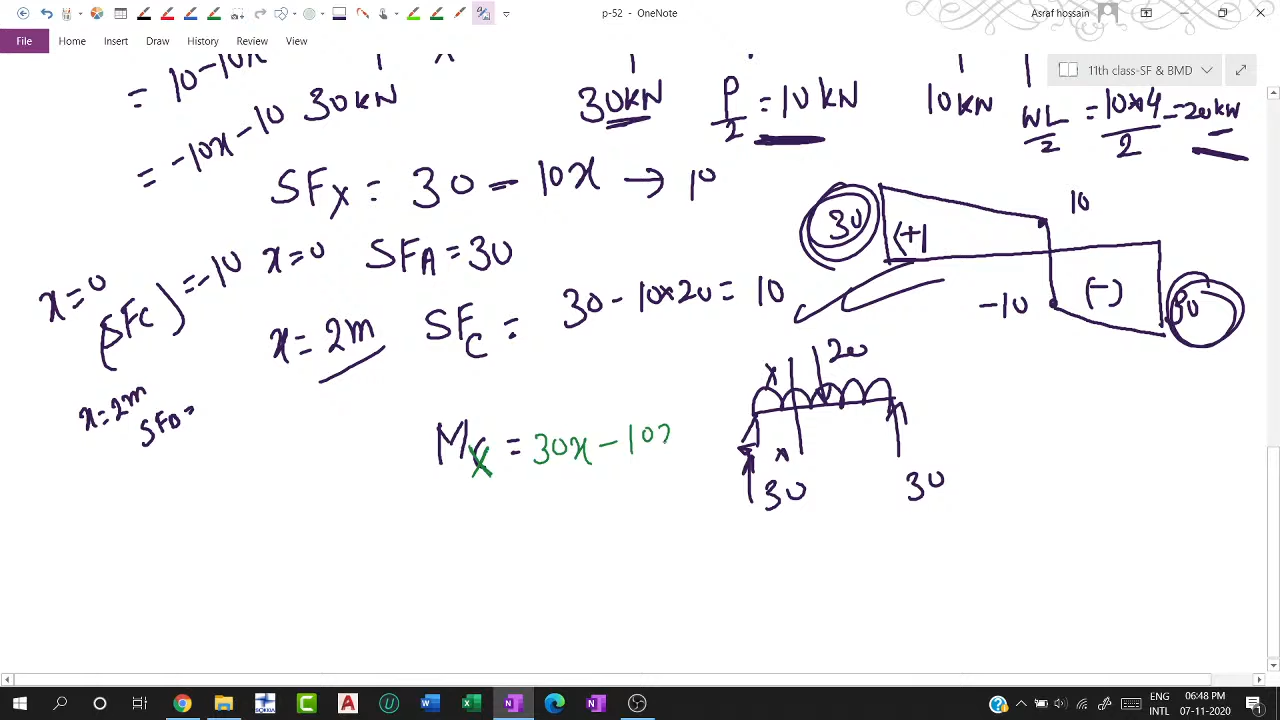 p-52 - OneNote
Asraf hossain
File Home Insert Draw History Review View
11th class-SF & BMD
= 10-10x
= -10x-10
30kN
30kN
P/2 = 10 kN
10kN
WL/2 = 10×4/2 = 20kW
SFx = 30 - 10x → 10
x=0 SFA = 30
x=0
SFC) = -10
x=2m SFC = 30-10×20= 10
x=2m
SFD =
30
(+)
10
-10
(-)
30
Mx = 30x-10
x
20
x
30
30
ENG
INTL
06:48 PM
07-11-2020